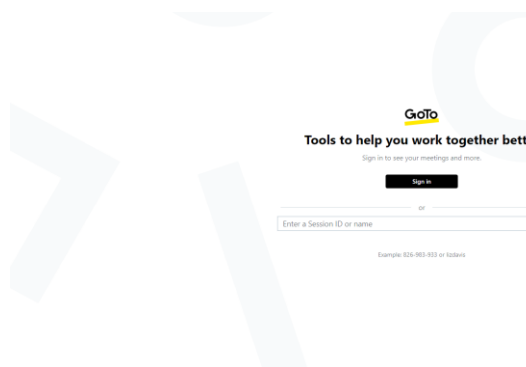 GoTo
Tools to help you work together bett
Sign in to see your meetings and more.
Sign in
or
Enter a Session ID or name
Example: 826-983-933 or lizdavis